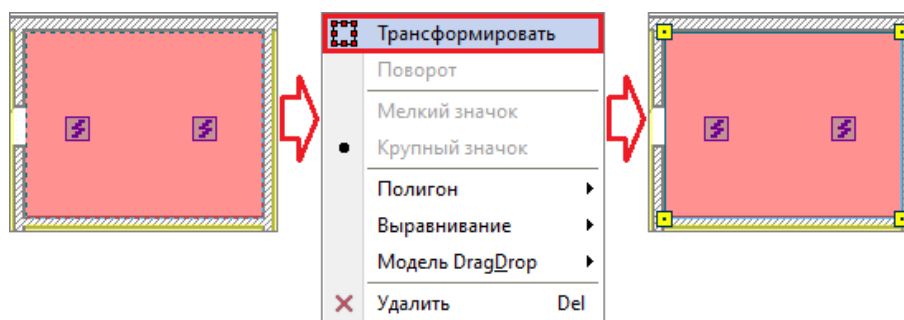 Трансформировать
Поворот
Мелкий значок
Крупный значок
Полигон
Выравнивание
Модель DragDrop
Удалить Del